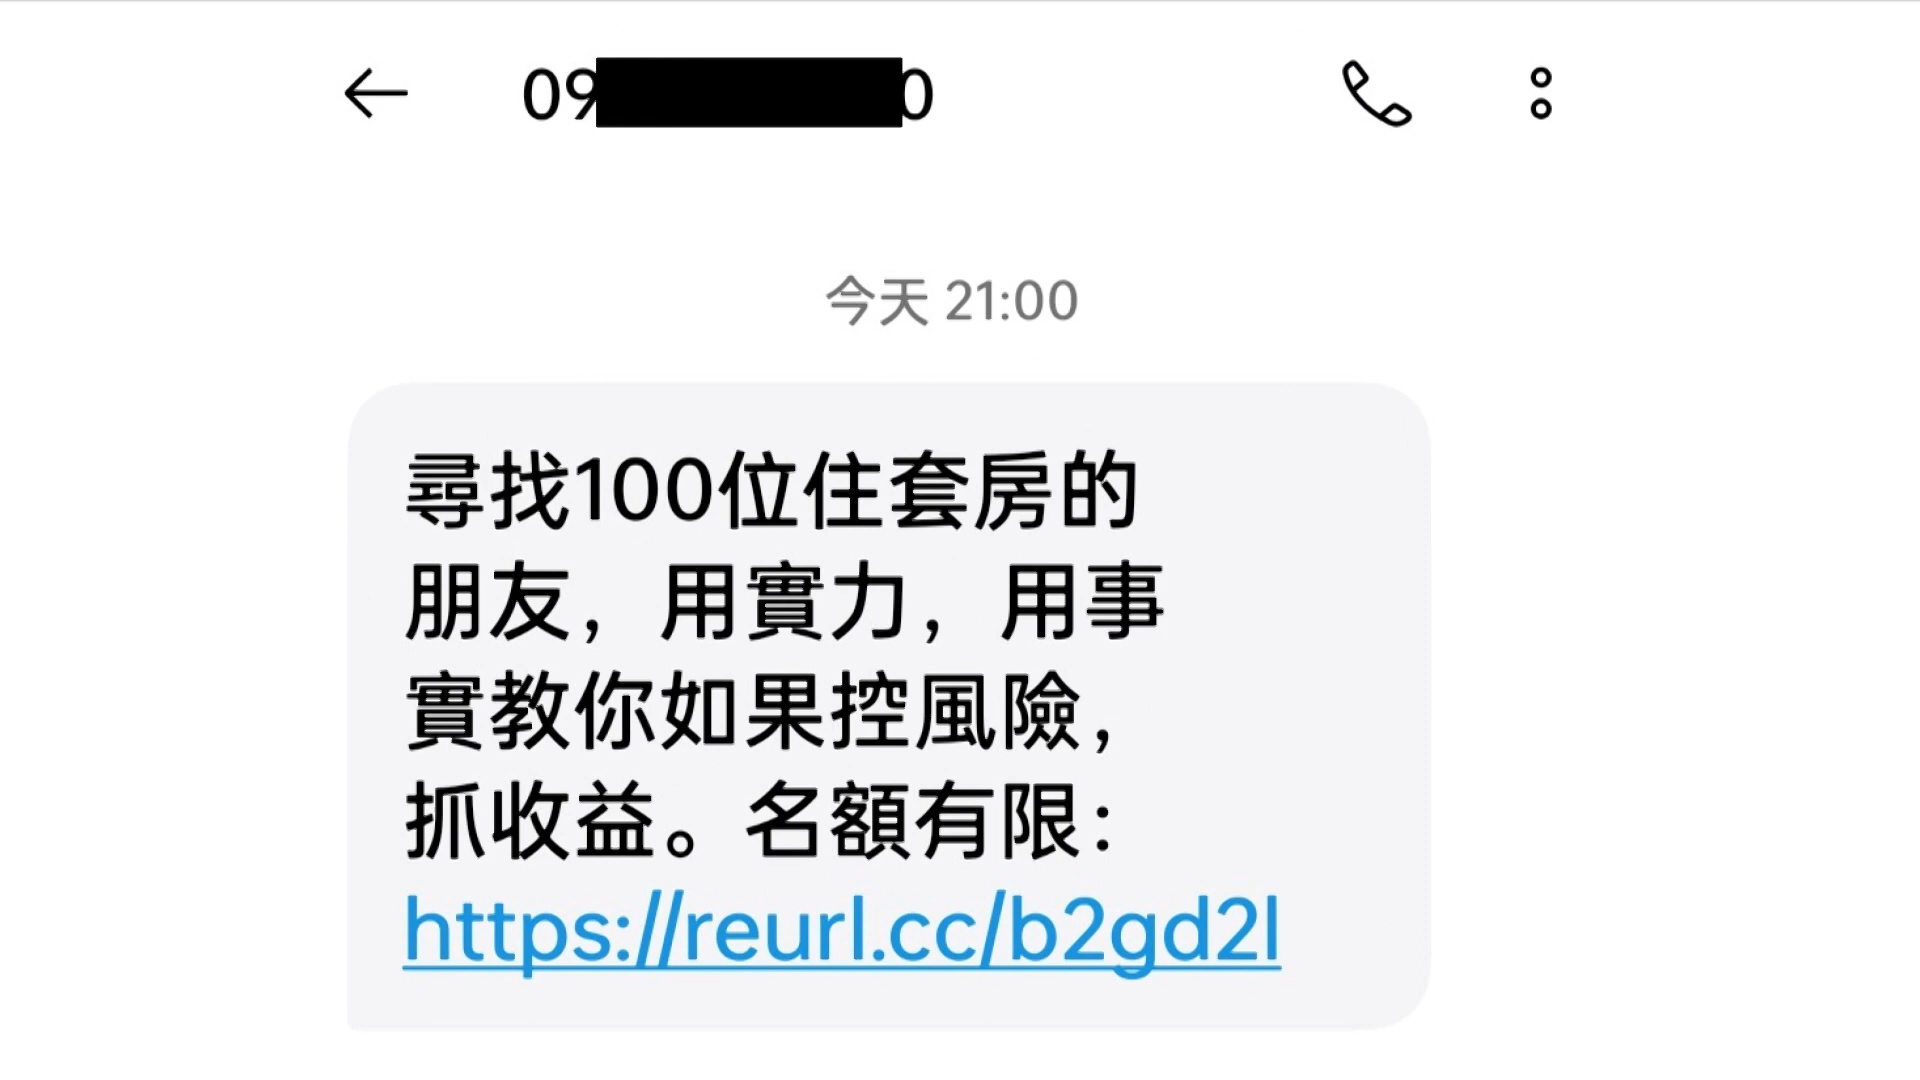 09 0
今天 21:00
尋找100位住套房的
朋友，用實力，用事
實教你如果控風險，
抓收益。名額有限：
https://reurl.cc/b2gd2l